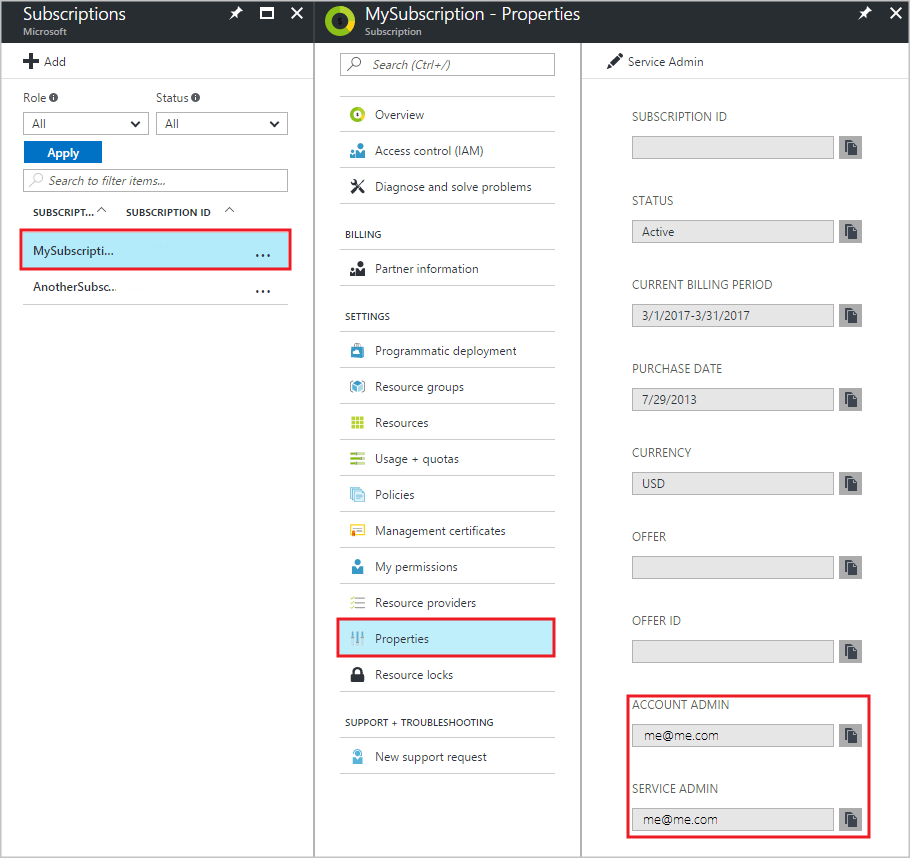 Subscriptions
Microsoft
Add
Role
Status
All
All
Apply
Search to filter items...
SUBSCRIPT...
SUBSCRIPTION ID
MySubscripti...
...
AnotherSubsc..
...
MySubscription - Properties
Subscription
Search (Ctrl+/)
Overview
Access control (IAM)
Diagnose and solve problems
BILLING
Partner information
SETTINGS
Programmatic deployment
Resource groups
Resources
Usage + quotas
Policies
Management certificates
My permissions
Resource providers
Properties
Resource locks
SUPPORT + TROUBLESHOOTING
New support request
Service Admin
SUBSCRIPTION ID
STATUS
Active
CURRENT BILLING PERIOD
3/1/2017-3/31/2017
PURCHASE DATE
7/29/2013
CURRENCY
USD
OFFER
OFFER ID
ACCOUNT ADMIN
me@me.com
SERVICE ADMIN
me@me.com